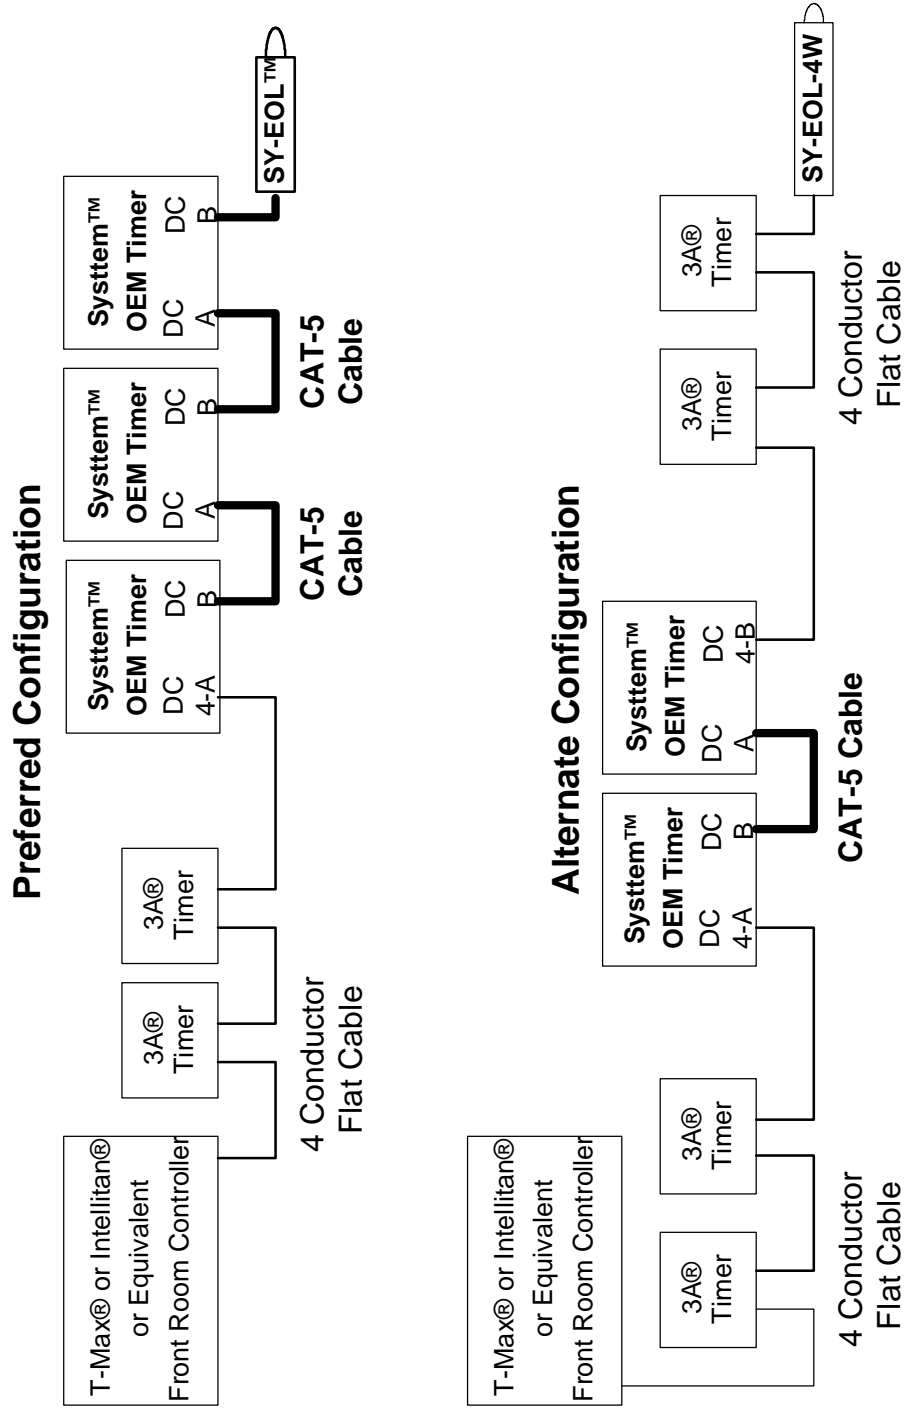 Preferred Configuration
T-Max® or Intellitan®
or Equivalent
Front Room Controller
3A®
Timer
3A®
Timer
4 Conductor
Flat Cable
Systtem™
OEM Timer
DC DC
4-A B
Systtem™
OEM Timer
DC DC
A B
Systtem™
OEM Timer
DC DC
A B
CAT-5
Cable
CAT-5
Cable
SY-EOL™
Alternate Configuration
T-Max® or Intellitan®
or Equivalent
Front Room Controller
3A®
Timer
3A®
Timer
4 Conductor
Flat Cable
Systtem™
OEM Timer
DC DC
4-A B
Systtem™
OEM Timer
DC DC
A 4-B
CAT-5 Cable
3A®
Timer
3A®
Timer
4 Conductor
Flat Cable
SY-EOL-4W